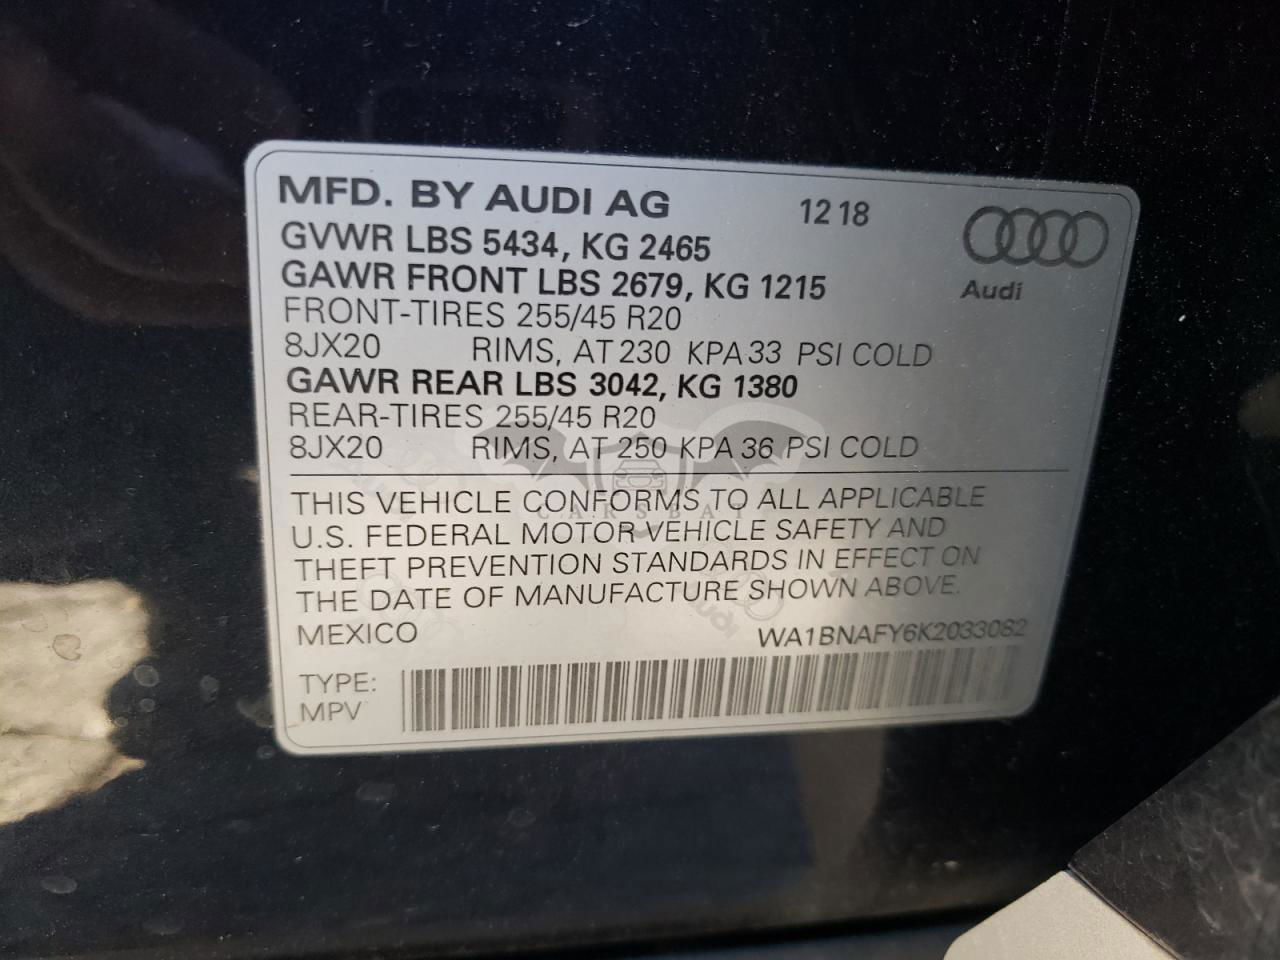 MFD. BY AUDI AG 12 18
GVWR LBS 5434, KG 2465
GAWR FRONT LBS 2679, KG 1215
Audi
FRONT-TIRES 255/45 R20
8JX20 RIMS, AT 230 KPA 33 PSI COLD
GAWR REAR LBS 3042, KG 1380
REAR-TIRES 255/45 R20
8JX20 RIMS, AT 250 KPA 36 PSI COLD
THIS VEHICLE CONFORMS TO ALL APPLICABLE
U.S. FEDERAL MOTOR VEHICLE SAFETY AND
THEFT PREVENTION STANDARDS IN EFFECT ON
THE DATE OF MANUFACTURE SHOWN ABOVE.
MEXICO WA1BNAFY6K2033082
TYPE:
MPV